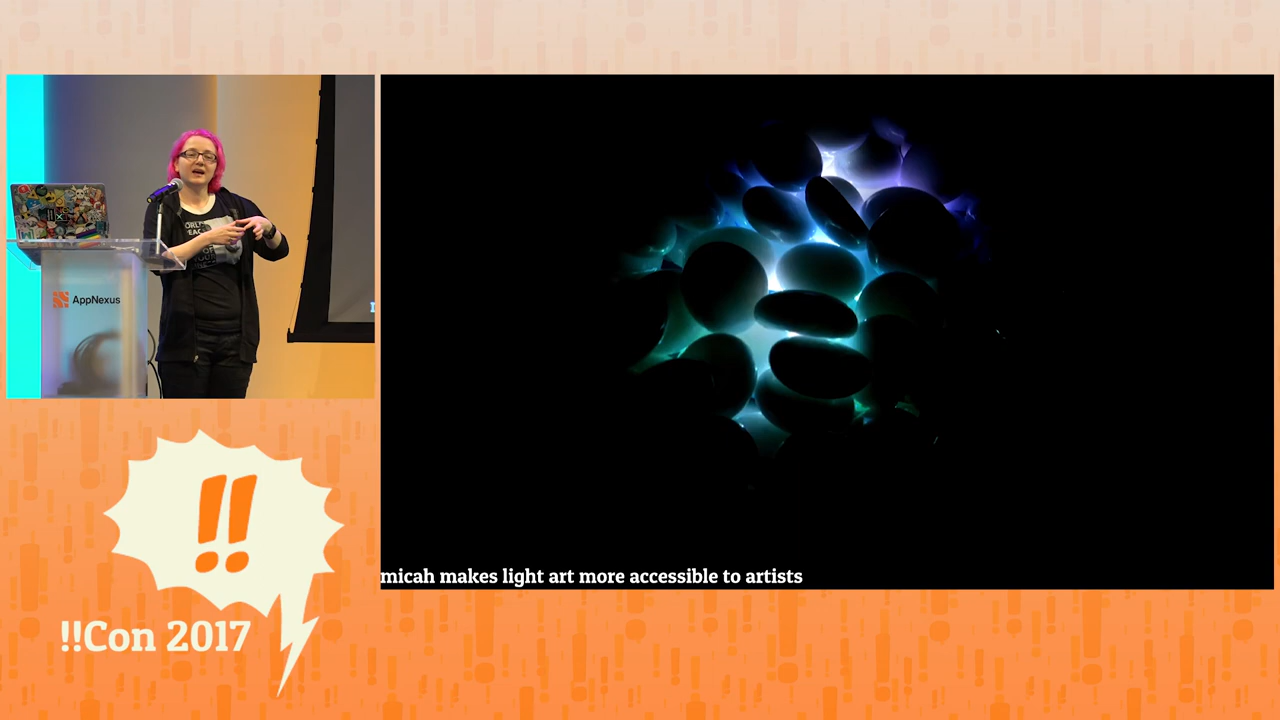 AppNexus
micah makes light art more accessible to artists
!!
!!Con 2017